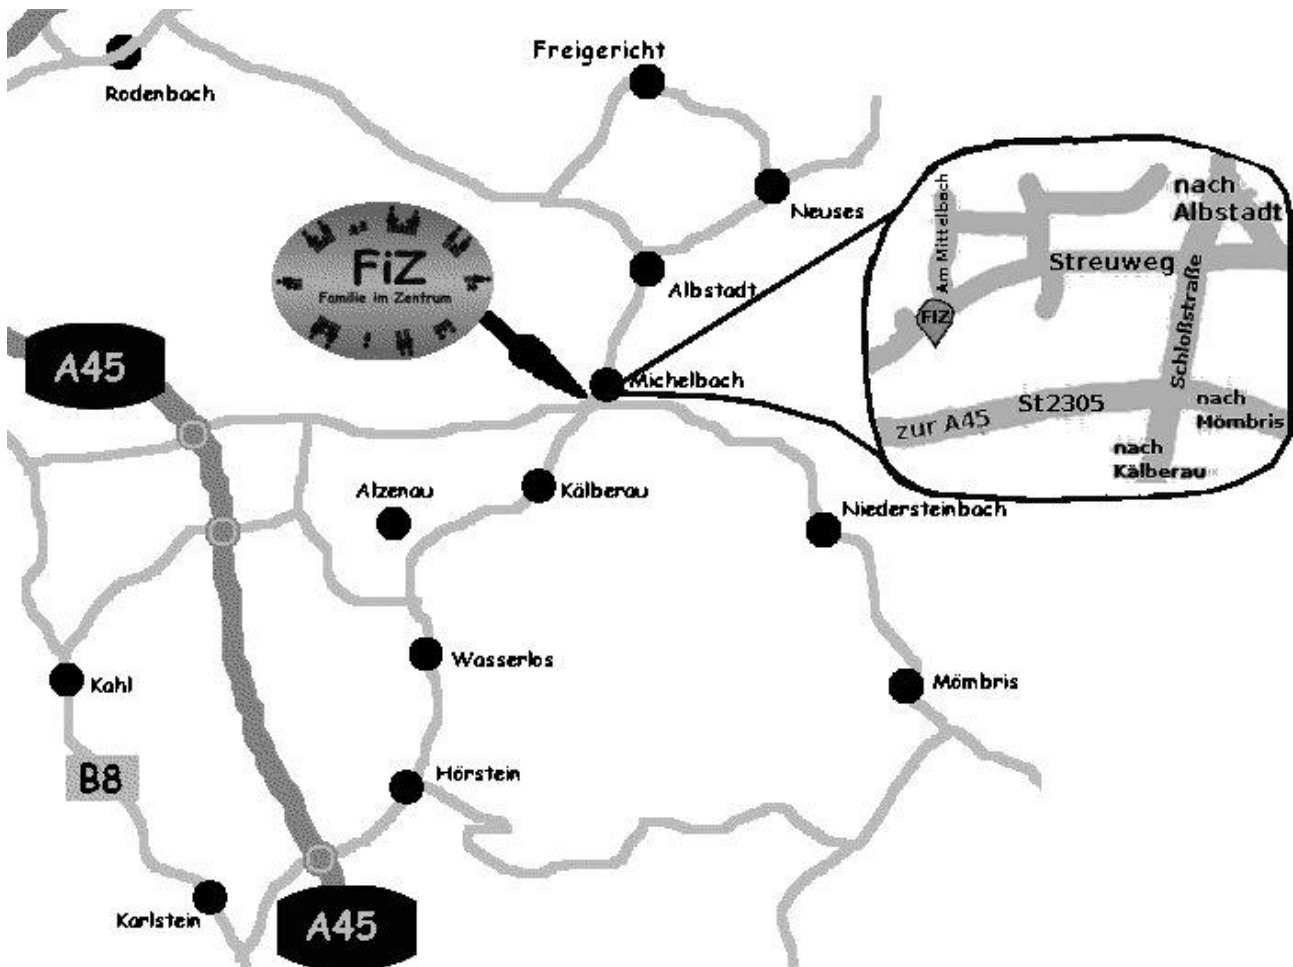 Freigericht
Rodenbach
Neuses
Albstadt
FiZ
Familie im Zentrum
A45
Michelbach
Alzenau
Kälberau
Niedersteinbach
Wasserlos
Mömbris
Kahl
B8
Hörstein
Karlstein
A45
Am Mittelbach
nach
Albstadt
Streuweg
FIZ
Schloßstraße
St2305
zur A45
nach
Mömbris
nach
Kälberau